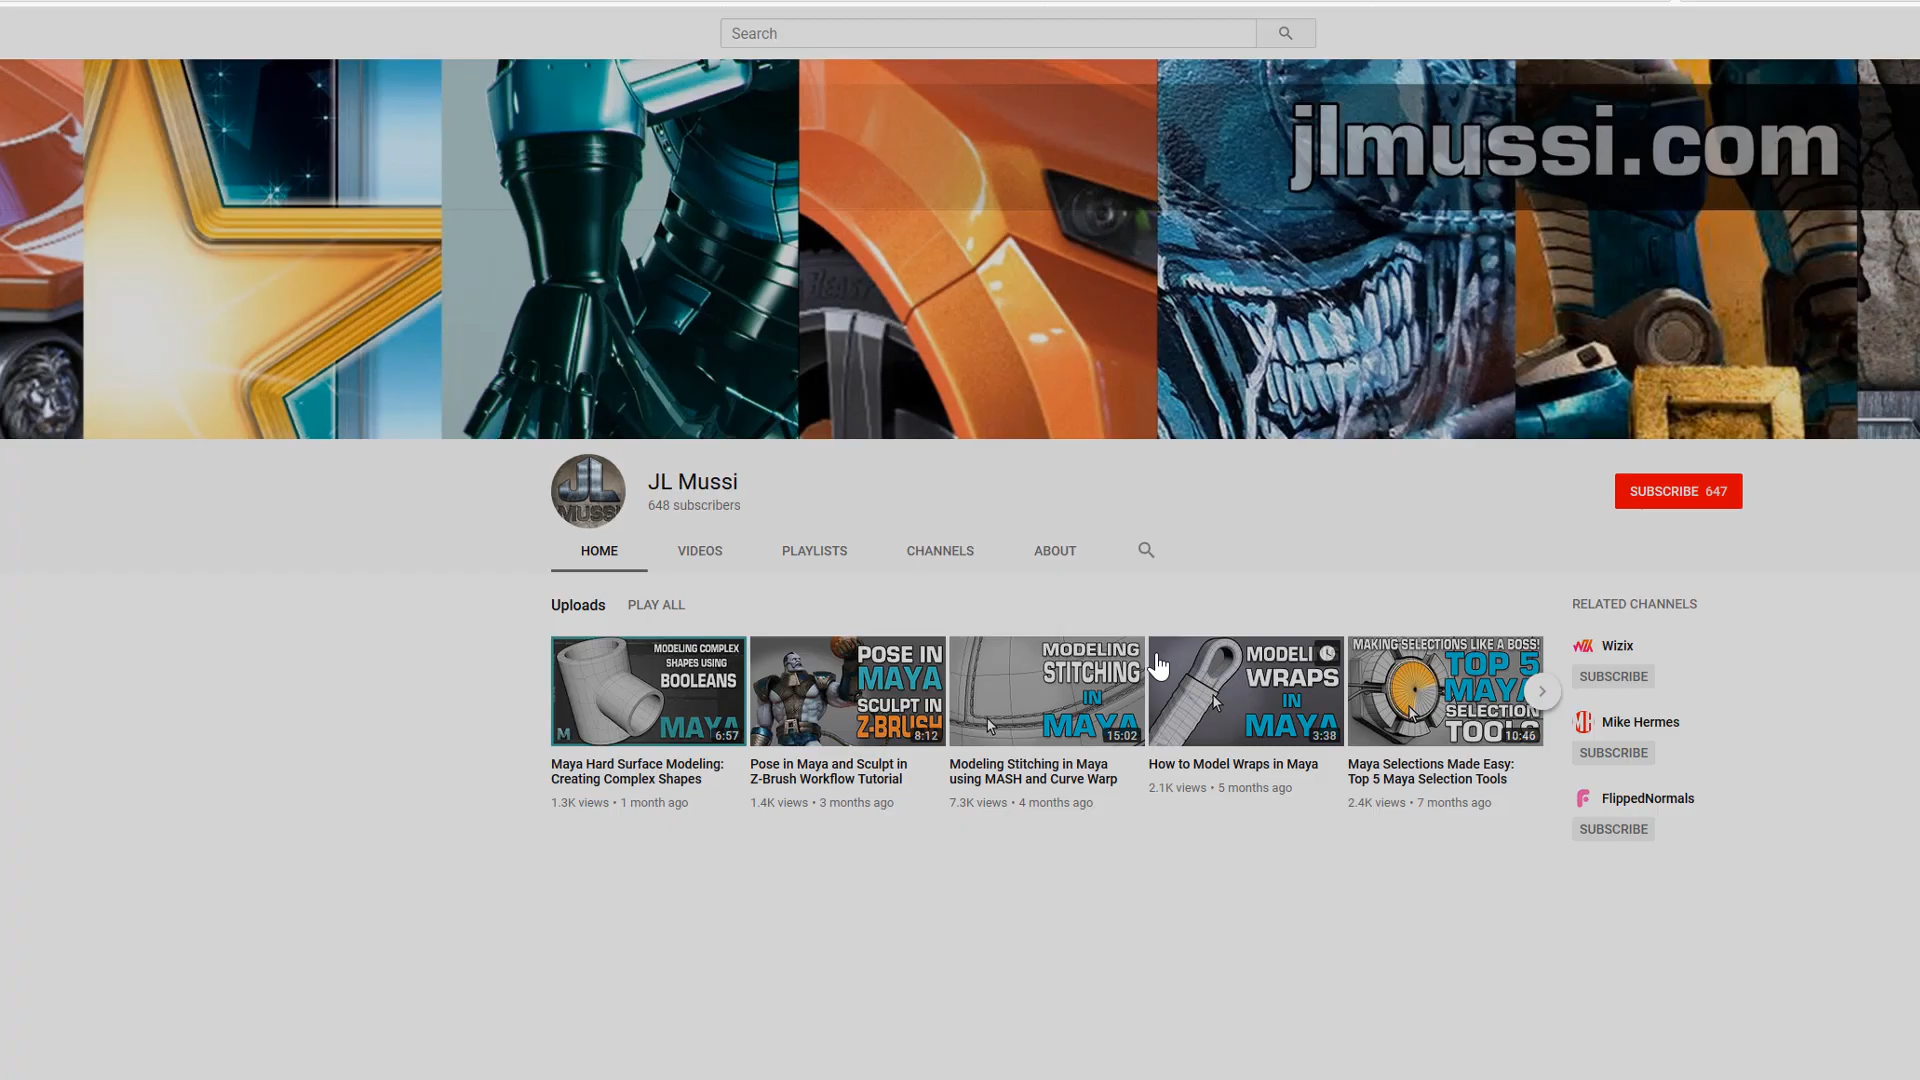 Search
jlmussi.com
JL
MUSSI
JL Mussi
648 subscribers
SUBSCRIBE 647
HOME
VIDEOS
PLAYLISTS
CHANNELS
ABOUT
Uploads
PLAY ALL
MODELING COMPLEX
SHAPES USING
BOOLEANS
MAYA
M
6:57
Maya Hard Surface Modeling:
Creating Complex Shapes
1.3K views • 1 month ago
POSE IN
MAYA
SCULPT IN
Z-BRUSH
8:12
Pose in Maya and Sculpt in
Z-Brush Workflow Tutorial
1.4K views • 3 months ago
MODELING
STITCHING
IN
MAYA
15:02
Modeling Stitching in Maya
using MASH and Curve Warp
7.3K views • 4 months ago
MODELI
WRAPS
IN
MAYA
3:38
How to Model Wraps in Maya
2.1K views • 5 months ago
MAKING SELECTIONS LIKE A BOSS!
TOP 5
MAYA
SELECTION
TOOLS
10:46
Maya Selections Made Easy:
Top 5 Maya Selection Tools
2.4K views • 7 months ago
RELATED CHANNELS
Wizix
SUBSCRIBE
MH
Mike Hermes
SUBSCRIBE
FlippedNormals
SUBSCRIBE